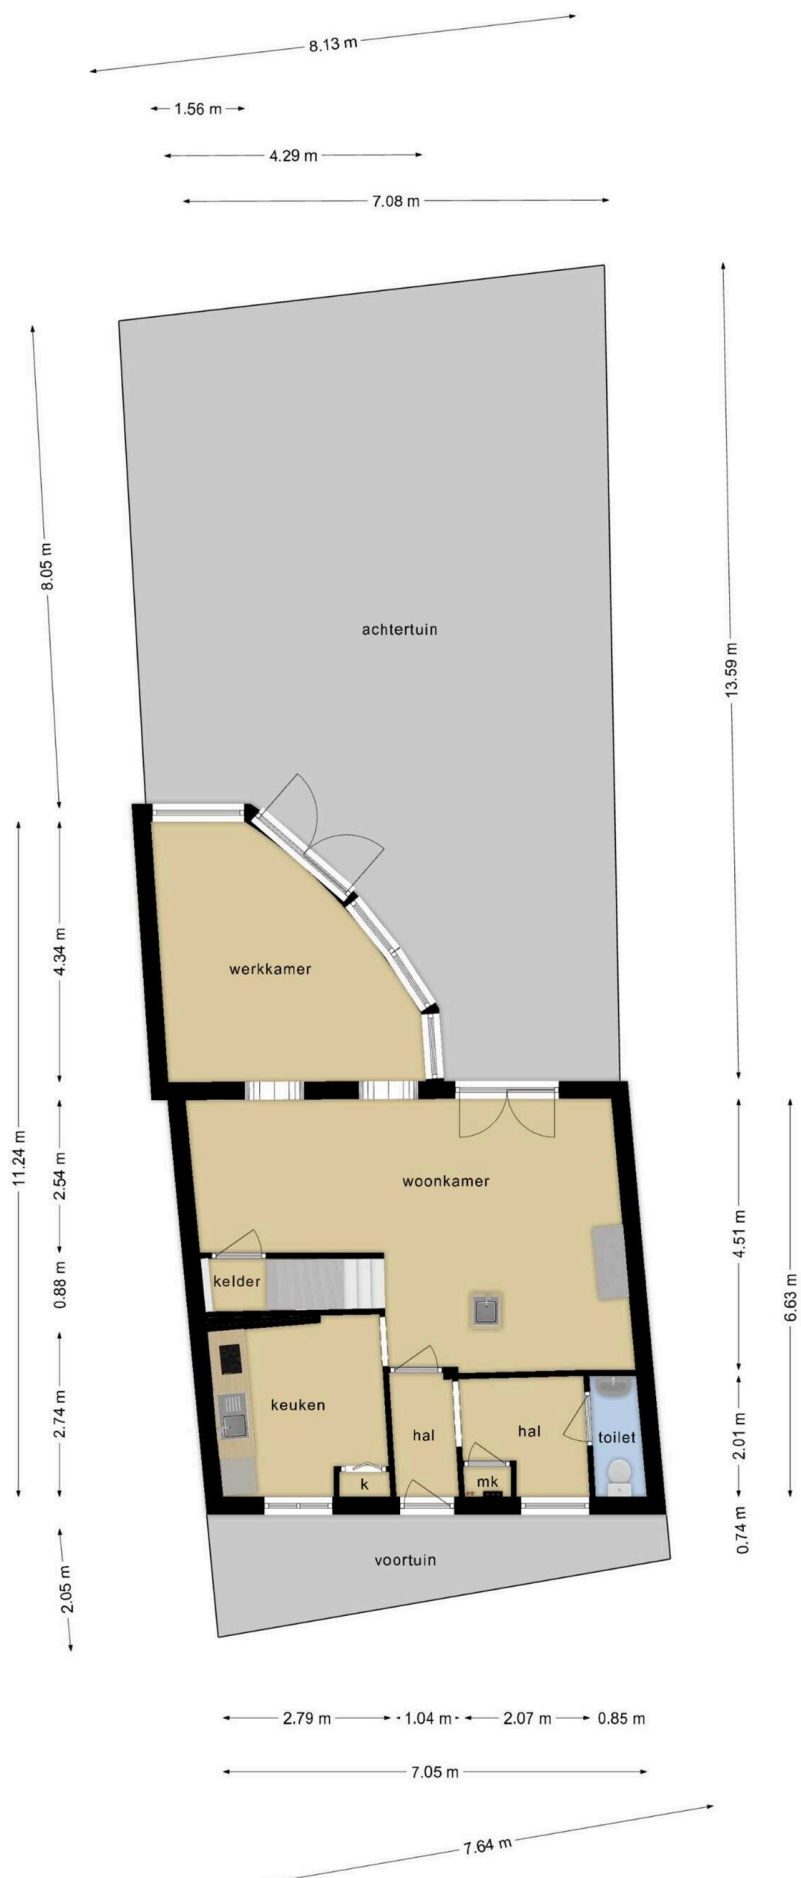 8.13 m
1.56 m
4.29 m
7.08 m
8.05 m
achtertuin
13.59 m
werkkamer
4.34 m
11.24 m
2.54 m
woonkamer
4.51 m
6.63 m
kelder
0.88 m
keuken
2.74 m
hal
hal
toilet
2.01 m
k
mk
0.74 m
voortuin
2.05 m
2.79 m
1.04 m
2.07 m
0.85 m
7.05 m
7.64 m